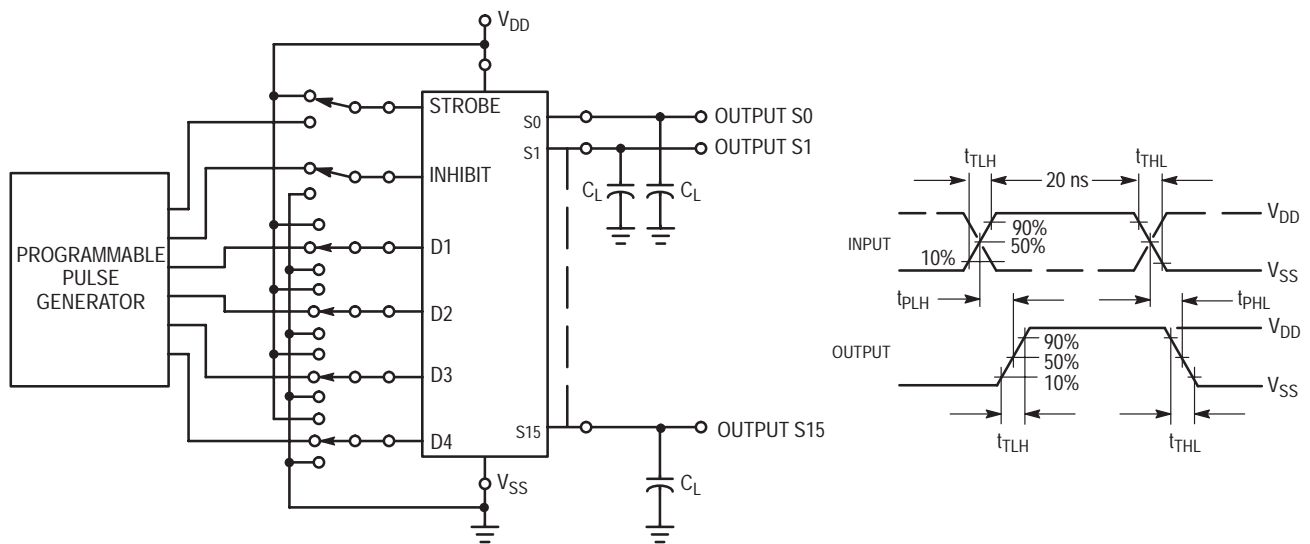 VDD
STROBE
S0
OUTPUT S0
S1
OUTPUT S1
INHIBIT
CL
CL
PROGRAMMABLE
PULSE
GENERATOR
D1
D2
D3
D4
S15
OUTPUT S15
VSS
CL
tTLH
tTHL
20 ns
VDD
90%
INPUT
50%
10%
VSS
tPLH
tPHL
VDD
90%
OUTPUT
50%
10%
VSS
tTLH
tTHL